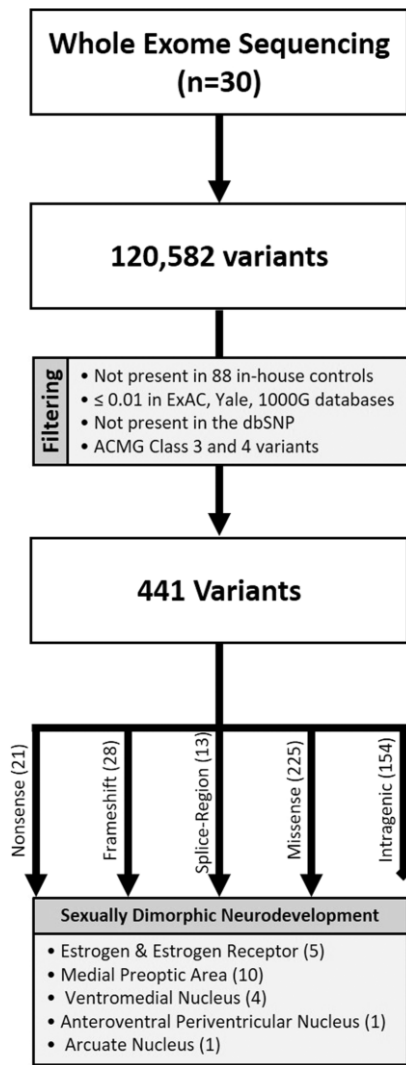 Whole Exome Sequencing
(n=30)
120,582 variants
Filtering
• Not present in 88 in-house controls
• ≤ 0.01 in ExAC, Yale, 1000G databases
• Not present in the dbSNP
• ACMG Class 3 and 4 variants
441 Variants
Nonsense (21)
Frameshift (28)
Splice-Region (13)
Missense (225)
Intragenic (154)
Sexually Dimorphic Neurodevelopment
• Estrogen & Estrogen Receptor (5)
• Medial Preoptic Area (10)
• Ventromedial Nucleus (4)
• Anteroventral Periventricular Nucleus (1)
• Arcuate Nucleus (1)